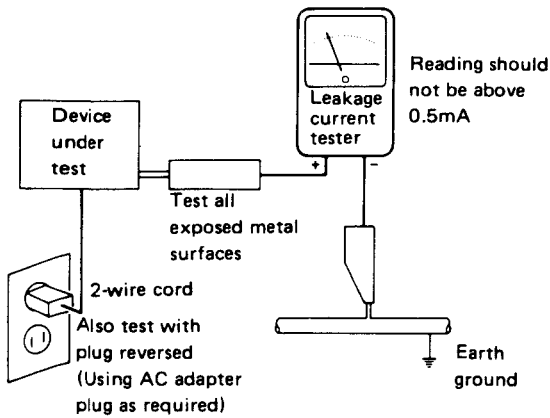 Reading should
not be above
0.5mA
Leakage
current
tester
+ −
Device
under
test
Test all
exposed metal
surfaces
2-wire cord
Also test with
plug reversed
(Using AC adapter
plug as required)
Earth
ground